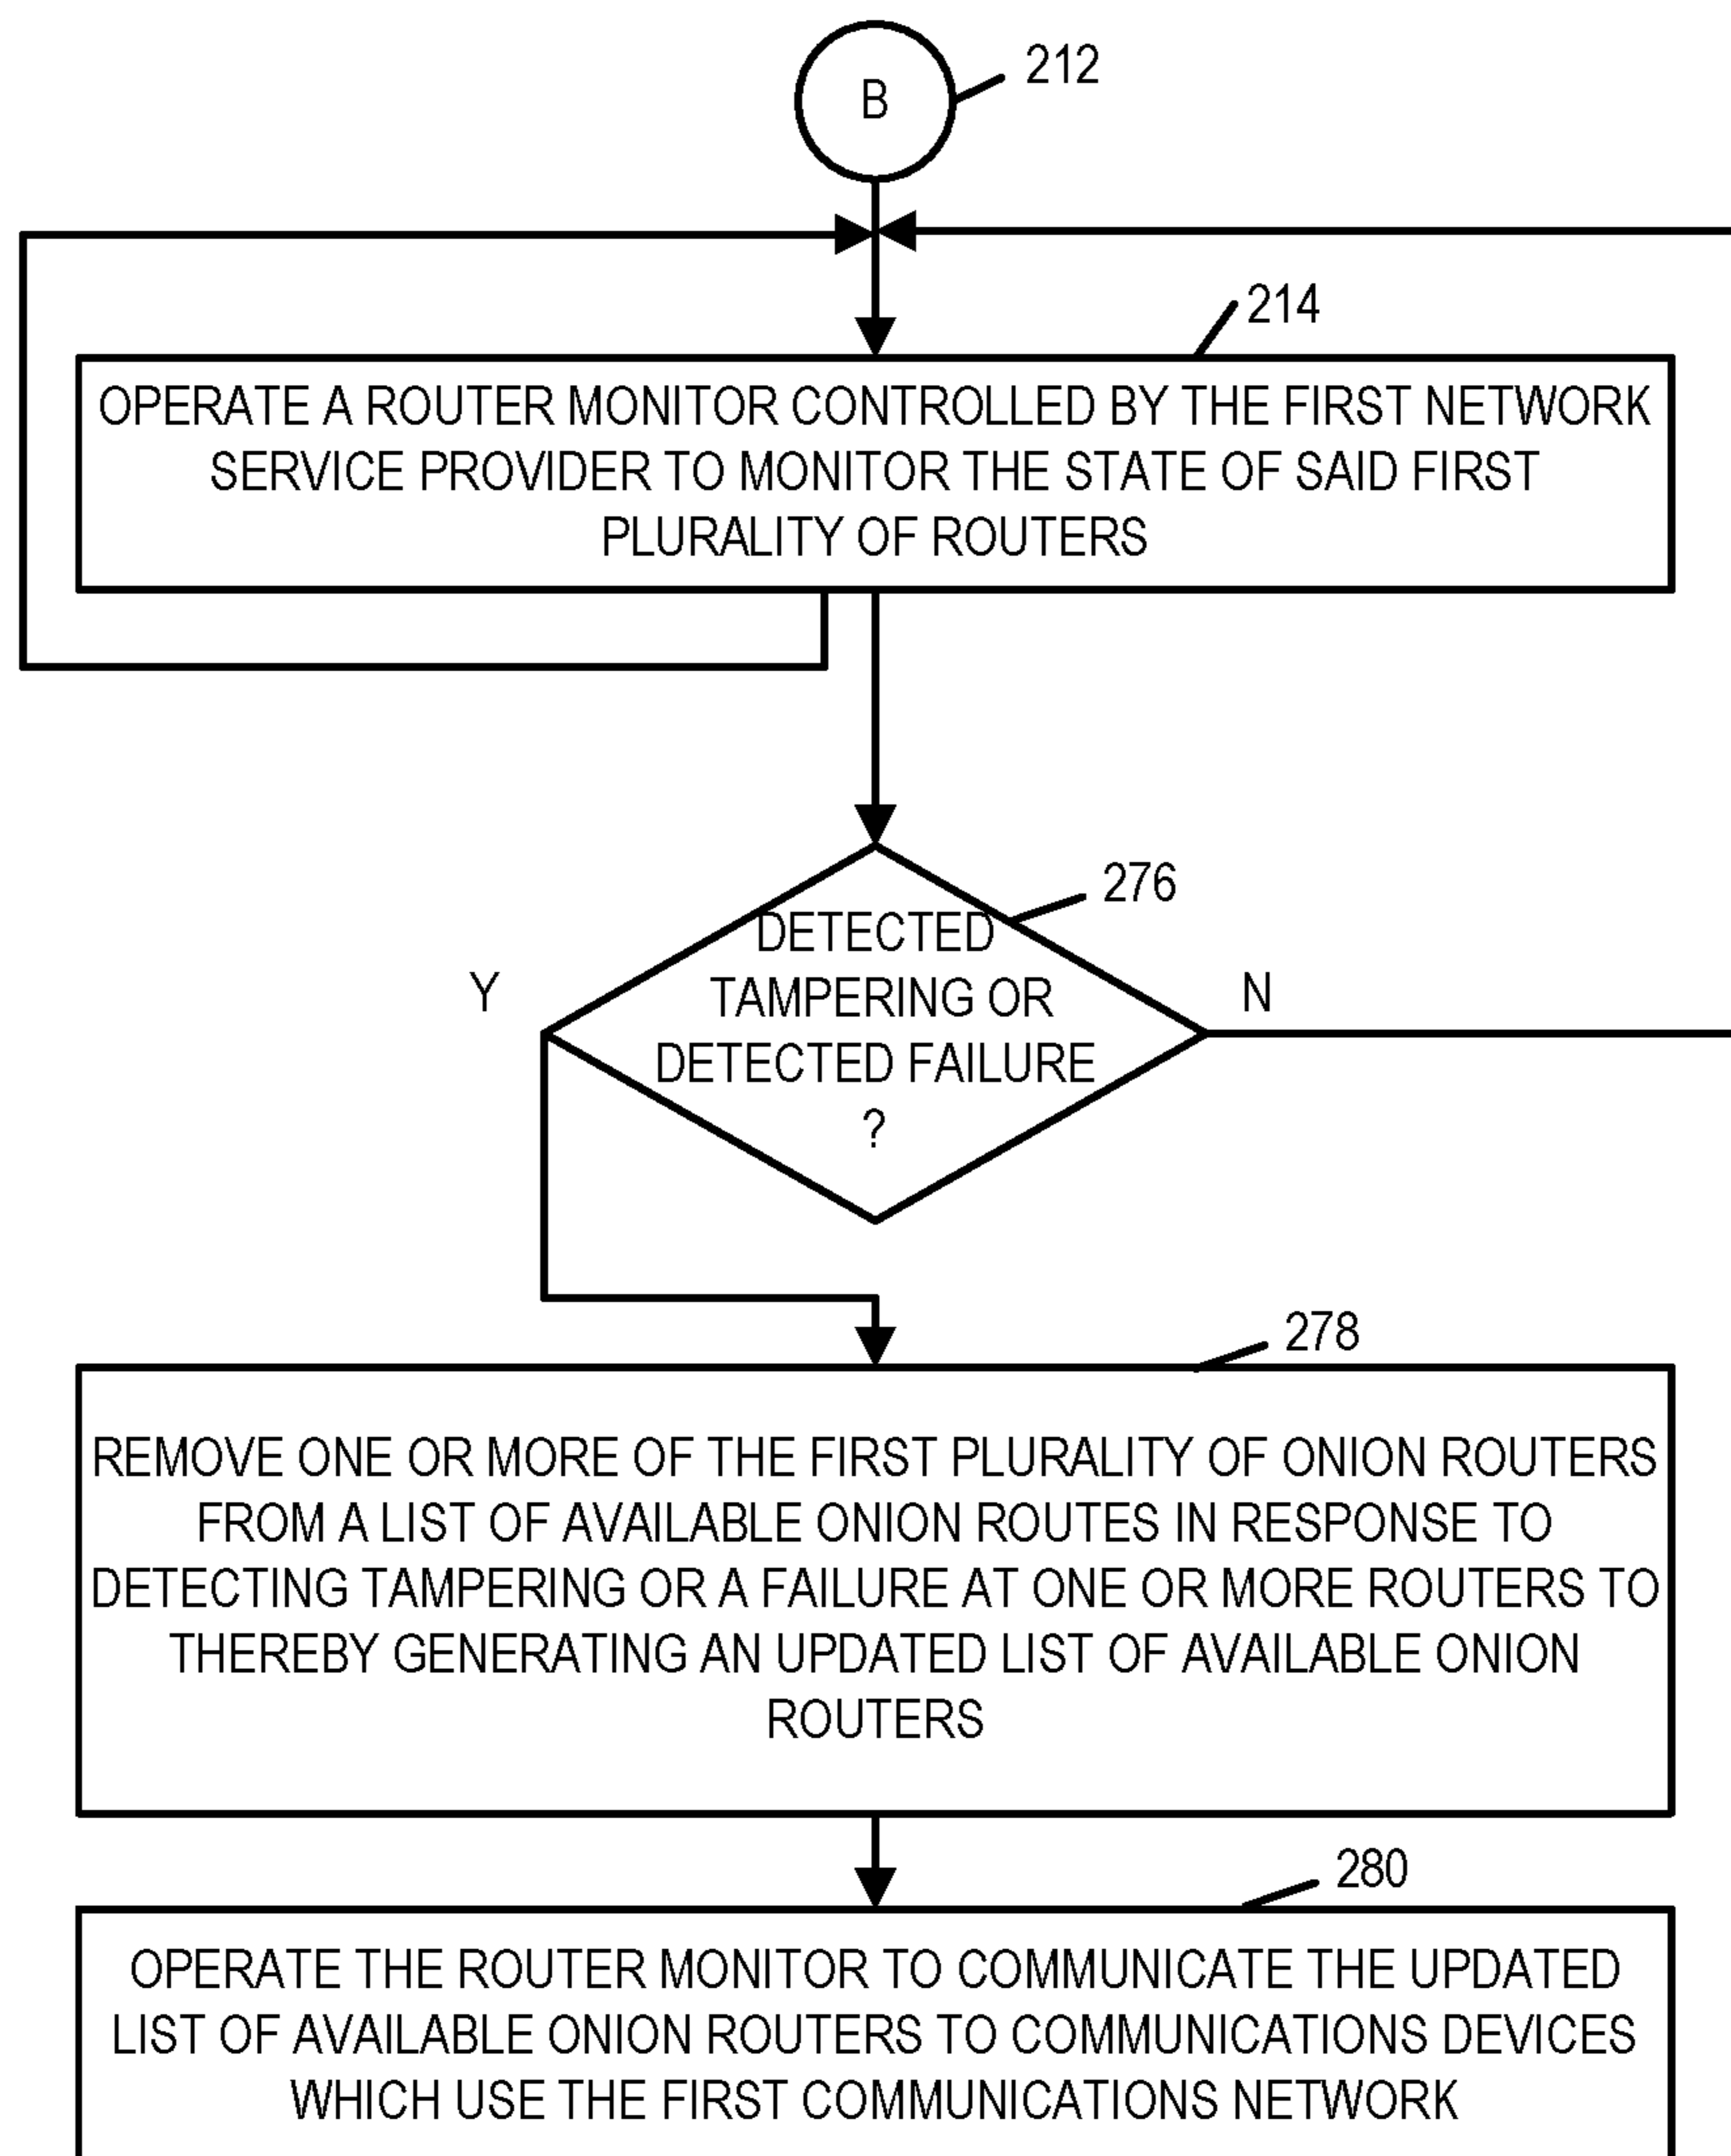 B
212
214
OPERATE A ROUTER MONITOR CONTROLLED BY THE FIRST NETWORK
SERVICE PROVIDER TO MONITOR THE STATE OF SAID FIRST
PLURALITY OF ROUTERS
276
DETECTED
TAMPERING OR
DETECTED FAILURE
?
Y
N
278
REMOVE ONE OR MORE OF THE FIRST PLURALITY OF ONION ROUTERS
FROM A LIST OF AVAILABLE ONION ROUTES IN RESPONSE TO
DETECTING TAMPERING OR A FAILURE AT ONE OR MORE ROUTERS TO
THEREBY GENERATING AN UPDATED LIST OF AVAILABLE ONION
ROUTERS
280
OPERATE THE ROUTER MONITOR TO COMMUNICATE THE UPDATED
LIST OF AVAILABLE ONION ROUTERS TO COMMUNICATIONS DEVICES
WHICH USE THE FIRST COMMUNICATIONS NETWORK